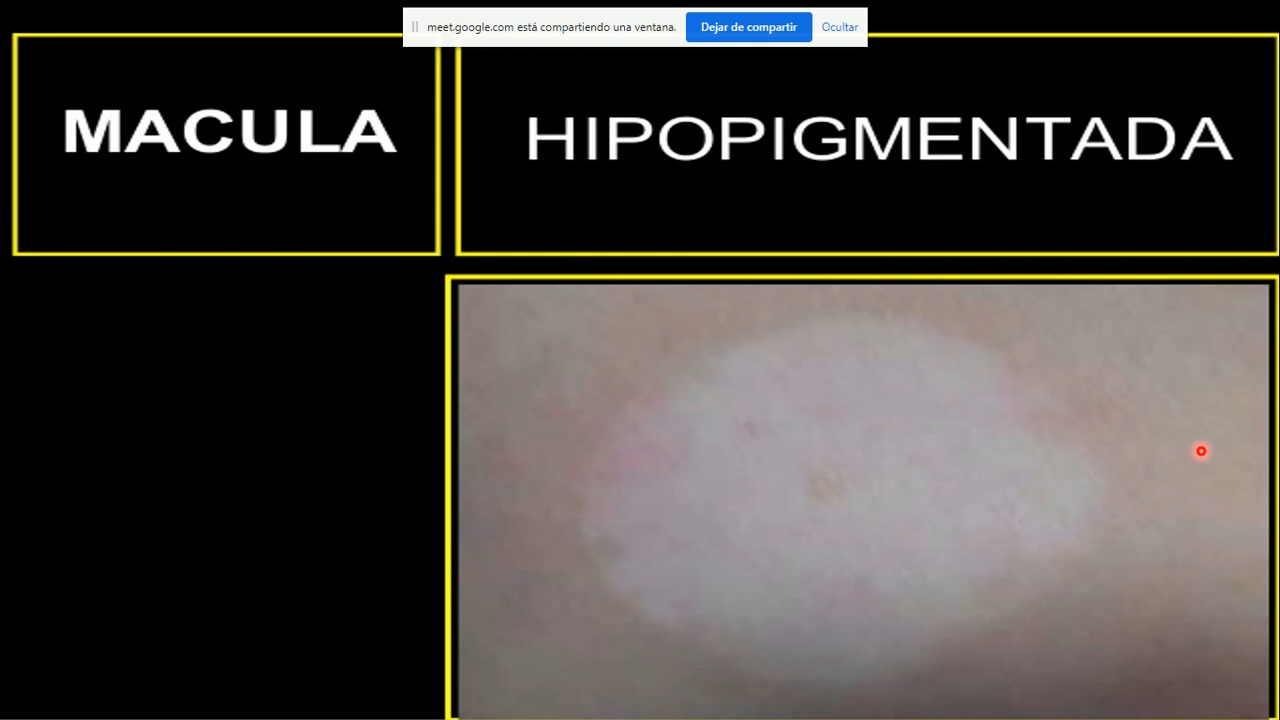 meet.google.com está compartiendo una ventana. Dejar de compartir Ocultar
MACULA
HIPOPIGMENTADA